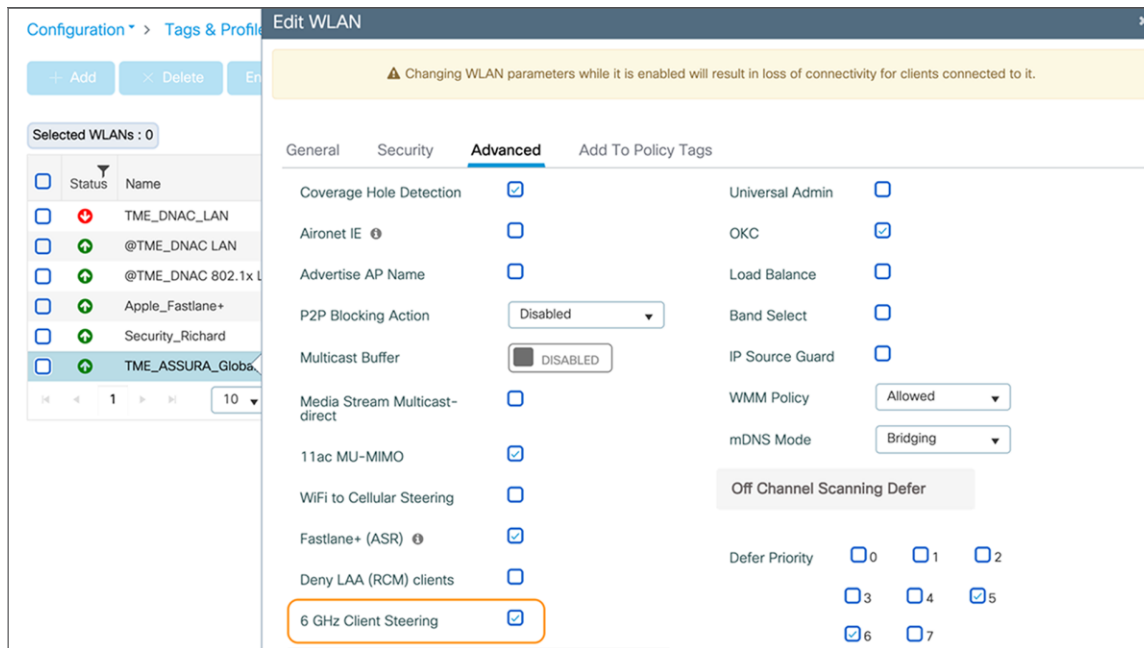 Configuration > Tags & Profile
Edit WLAN
+ Add
× Delete
En
Changing WLAN parameters while it is enabled will result in loss of connectivity for clients connected to it.
Selected WLANs : 0
Status Name
TME_DNAC_LAN
@TME_DNAC LAN
@TME_DNAC 802.1x L
Apple_Fastlane+
Security_Richard
TME_ASSURA_Globa
1 10
General Security Advanced Add To Policy Tags
Coverage Hole Detection
Aironet IE
Advertise AP Name
P2P Blocking Action Disabled
Multicast Buffer DISABLED
Media Stream Multicast-
direct
11ac MU-MIMO
WiFi to Cellular Steering
Fastlane+ (ASR)
Deny LAA (RCM) clients
6 GHz Client Steering
Universal Admin
OKC
Load Balance
Band Select
IP Source Guard
WMM Policy Allowed
mDNS Mode Bridging
Off Channel Scanning Defer
Defer Priority 0 1 2
3 4 5
6 7